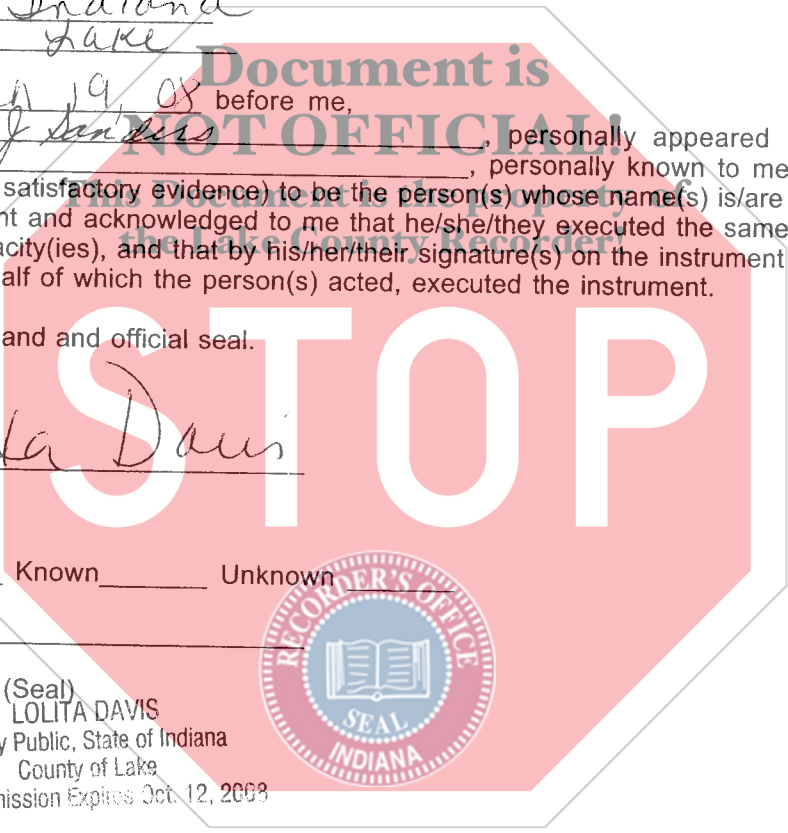 Indiana
Lake
Document is
19, 08 before me,
J Sanders, personally appeared
NOT OFFICIAL!
, personally known to me
satisfactory evidence) to be the person(s) whose name(s) is/are
This Document is the property of
nt and acknowledged to me that he/she/they executed the same
the Lake County Recorder!
acity(ies), and that by his/her/their signature(s) on the instrument
alf of which the person(s) acted, executed the instrument.
and and official seal.
STOP
ta Davis
Known Unknown
RECORDER'S OFFICE
SEAL
INDIANA
(Seal)
LOLITA DAVIS
y Public, State of Indiana
County of Lake
mission Expires Oct. 12, 2008